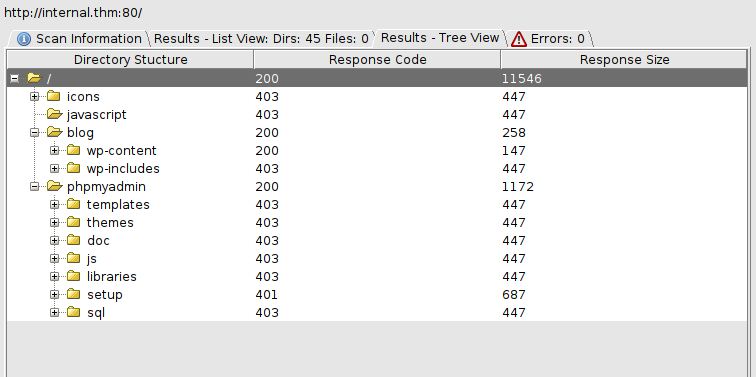 http://internal.thm:80/
Scan Information Results - List View: Dirs: 45 Files: 0 Results - Tree View Errors: 0
Directory Stucture Response Code Response Size
/ 200 11546
icons 403 447
javascript 403 447
blog 200 258
wp-content 200 147
wp-includes 403 447
phpmyadmin 200 1172
templates 403 447
themes 403 447
doc 403 447
js 403 447
libraries 403 447
setup 401 687
sql 403 447